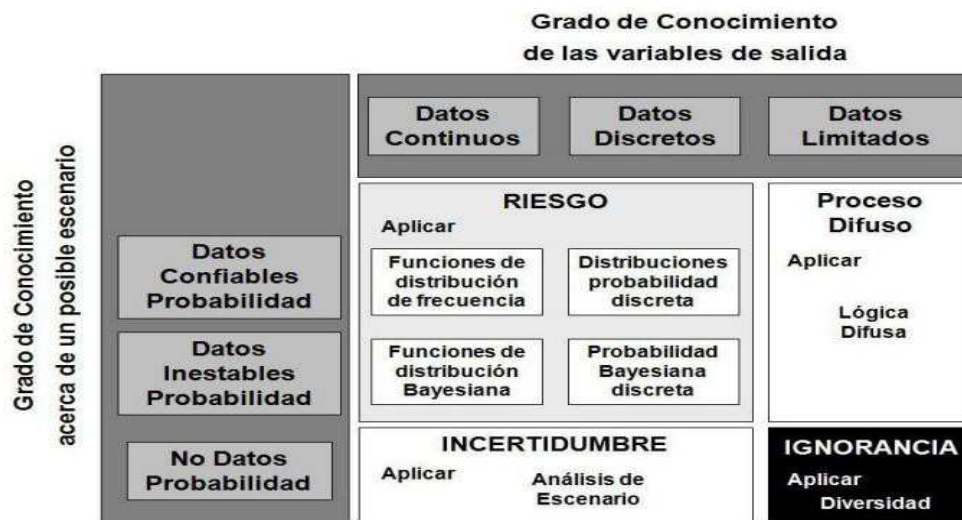 Grado de Conocimiento
de las variables de salida
Grado de Conocimiento
acerca de un posible escenario
Datos
Continuos
Datos
Discretos
Datos
Limitados
Datos
Confiables
Probabilidad
Datos
Inestables
Probabilidad
No Datos
Probabilidad
RIESGO
Aplicar
Funciones de
distribución
de frecuencia
Distribuciones
probabilidad
discreta
Funciones de
distribución
Bayesiana
Probabilidad
Bayesiana
discreta
Proceso
Difuso
Aplicar
Lógica
Difusa
INCERTIDUMBRE
Aplicar
Análisis de
Escenario
IGNORANCIA
Aplicar
Diversidad